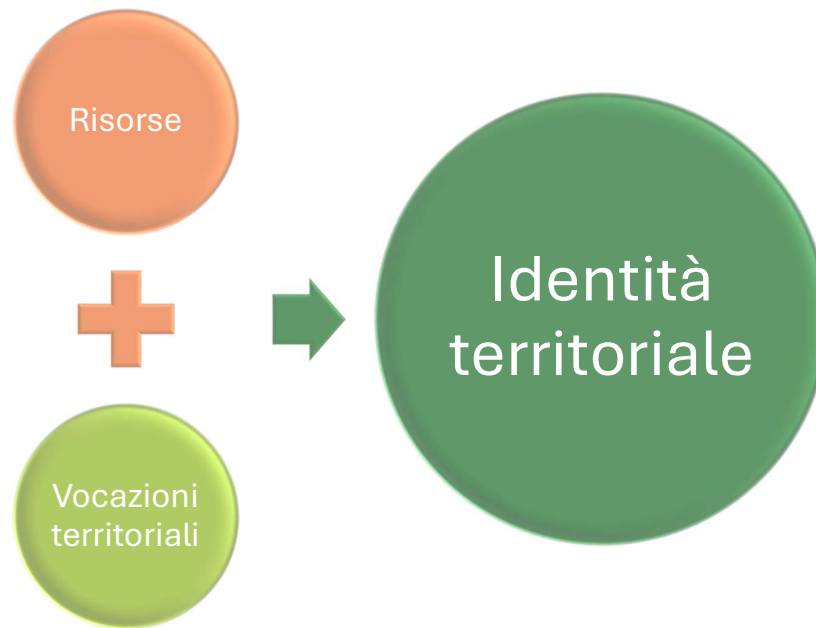 Risorse
Vocazioni
territoriali
Identità
territoriale